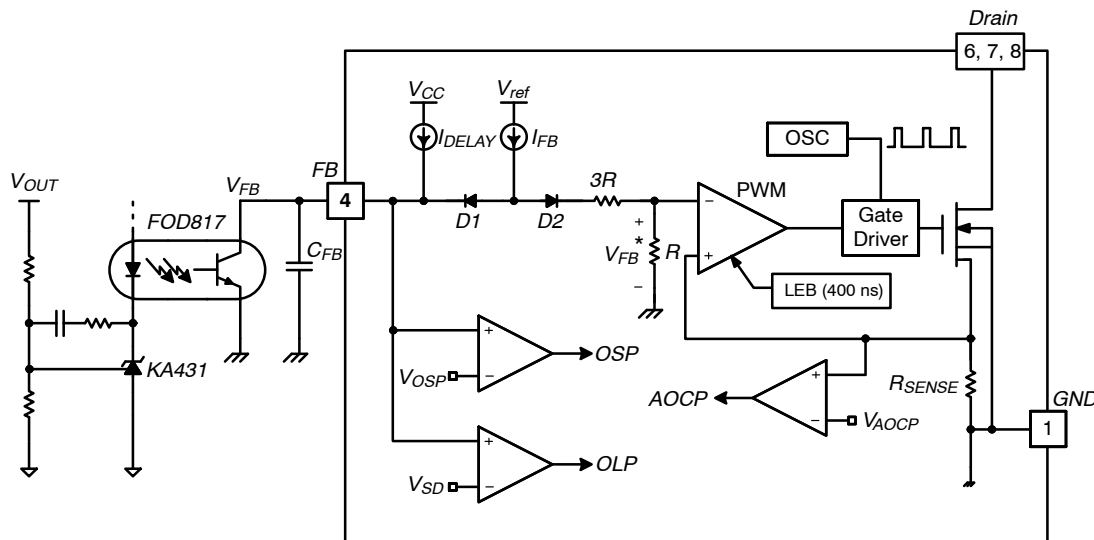 Drain
6, 7, 8
VCC
Vref
IDELAY
IFB
OSC
FB
4
VOUT
VFB
3R
PWM
FOD817
D1
D2
−
Gate
Driver
CFB
+
*
VFB
R
−
+
LEB (400 ns)
+
OSP
VOSP
−
KA431
+
AOCP
−
VAOCP
RSENSE
GND
1
+
OLP
VSD
−